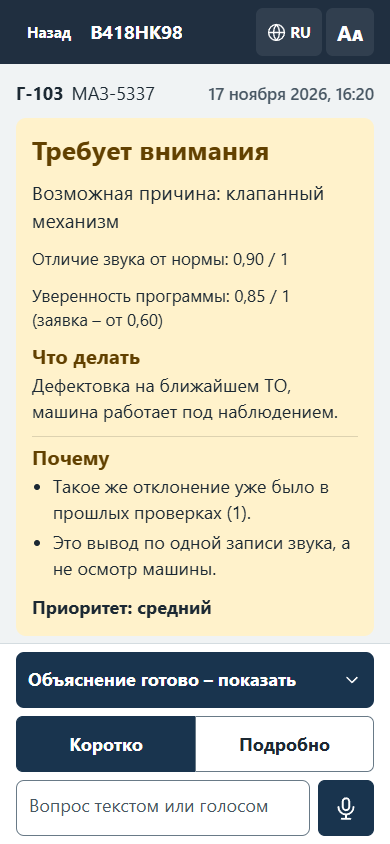 Назад В418НК98 RU Aa
Г-103 МАЗ-5337 17 ноября 2026, 16:20
Требует внимания
Возможная причина: клапанный
механизм
Отличие звука от нормы: 0,90 / 1
Уверенность программы: 0,85 / 1
(заявка – от 0,60)
Что делать
Дефектовка на ближайшем ТО,
машина работает под наблюдением.
Почему
• Такое же отклонение уже было в
прошлых проверках (1).
• Это вывод по одной записи звука, а
не осмотр машины.
Приоритет: средний
Объяснение готово – показать
Коротко Подробно
Вопрос текстом или голосом